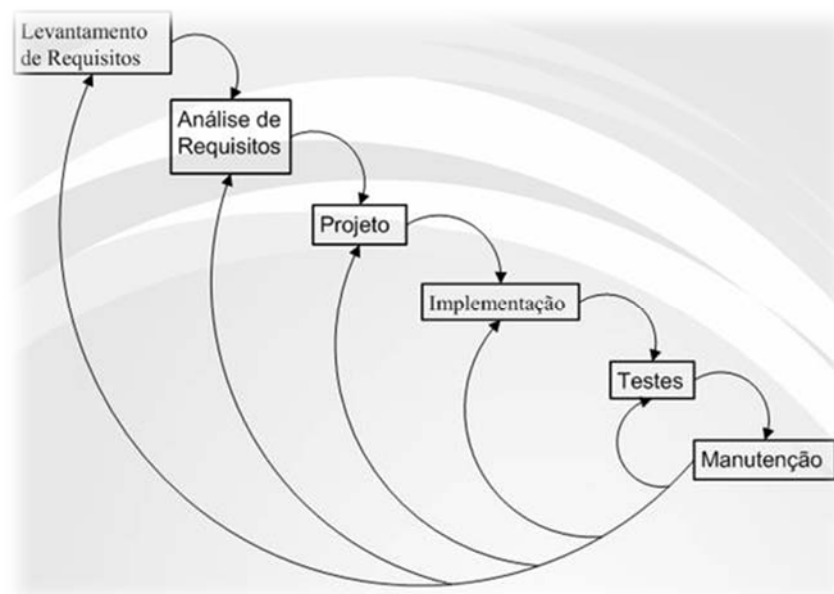 Levantamento
de Requisitos
Análise de
Requisitos
Projeto
Implementação
Testes
Manutenção